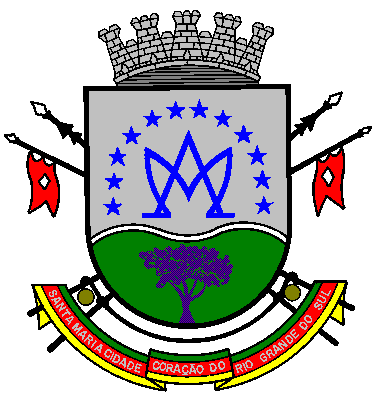 SANTA MARIA CIDADE CORAÇÃO DO RIO GRANDE DO SUL